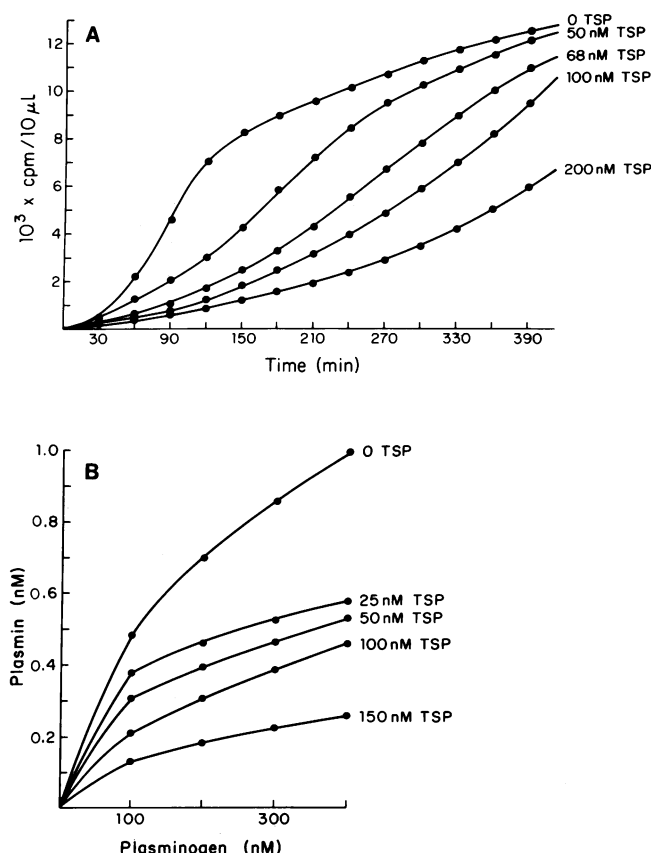 A
12
10
8
6
4
2
10³ x cpm/10 μL
0 TSP
50 nM TSP
68 nM TSP
100 nM TSP
200 nM TSP
30 90 150 210 270 330 390
Time (min)
B
1.0
0.8
0.6
0.4
0.2
Plasmin (nM)
0 TSP
25 nM TSP
50 nM TSP
100 nM TSP
150 nM TSP
100 300
Plasminogen (nM)